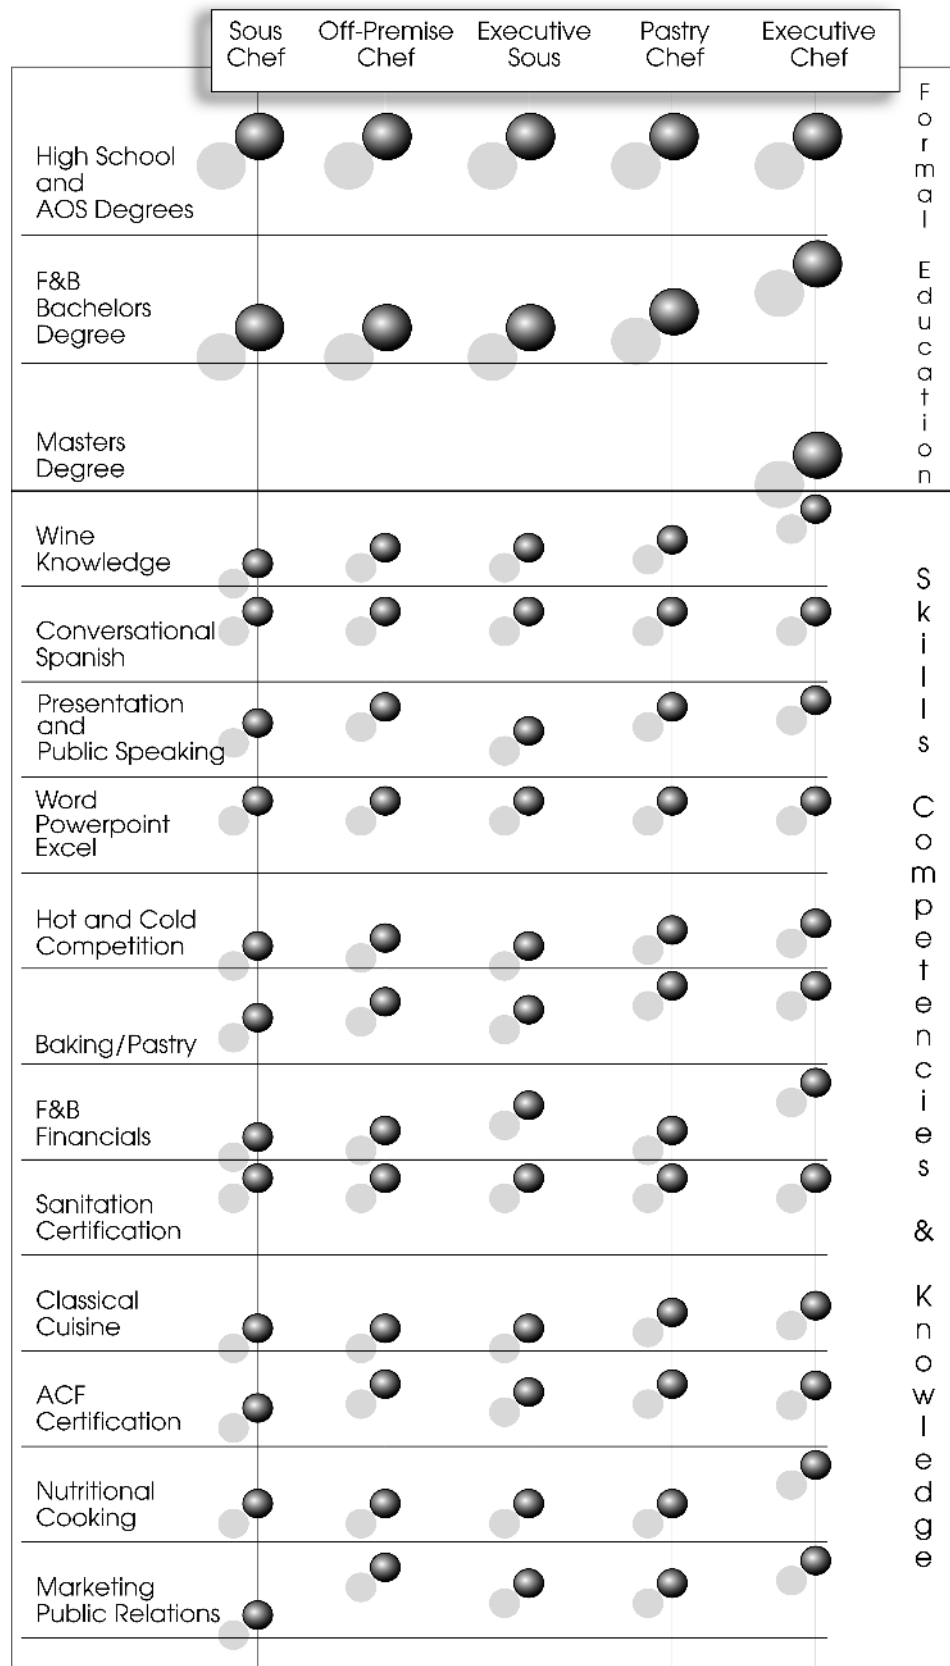 Sous Chef
Off-Premise Chef
Executive Sous
Pastry Chef
Executive Chef
High School
and
AOS Degrees
F&B
Bachelors
Degree
Masters
Degree
Formal Education
Wine
Knowledge
Conversational
Spanish
Presentation
and
Public Speaking
Word
Powerpoint
Excel
Hot and Cold
Competition
Baking/Pastry
F&B
Financials
Sanitation
Certification
Classical
Cuisine
ACF
Certification
Nutritional
Cooking
Marketing
Public Relations
Skills Competencies & Knowledge